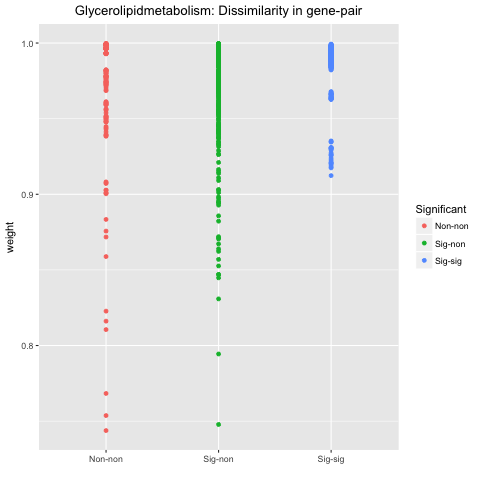 Glycerolipidmetabolism: Dissimilarity in gene-pair
1.0
0.9
0.8
weight
Non-non
Sig-non
Sig-sig
Significant
Non-non
Sig-non
Sig-sig